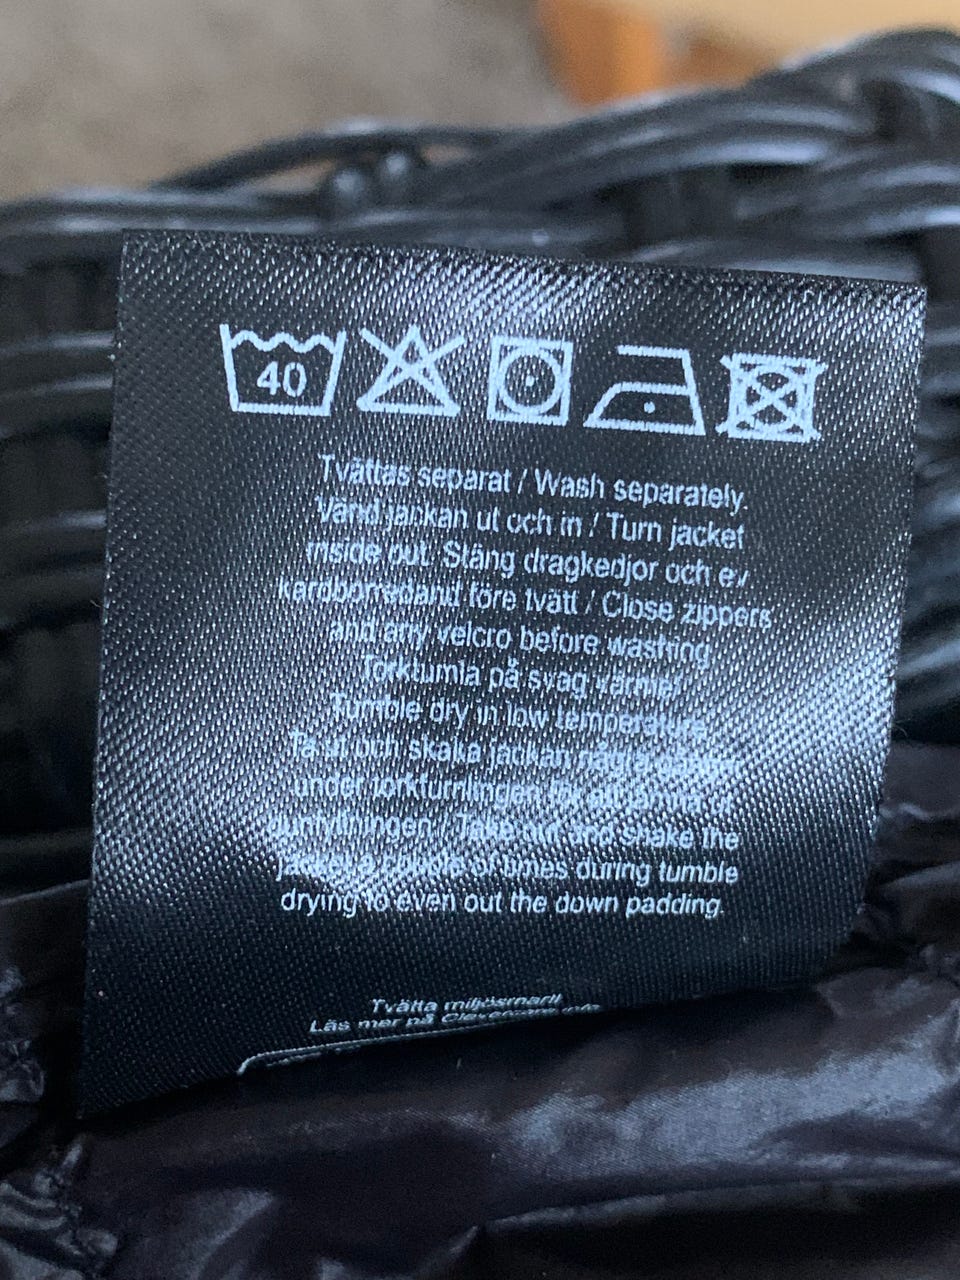 40
Tvättas separat / Wash separately.
Vänd jackan ut och in / Turn jacket
inside out. Stäng dragkedjor och ev
kardborreband före tvätt / Close zippers
and any velcro before washing
Torktumla på svag värme/
Tumble dry in low temperature
Ta ut och skaka jackan några gånger
under torktumlingen för att jämna ut
dunfyllningen / Take out and shake the
jacket a couple of times during tumble
drying to even out the down padding.
Tvätta miljösmart!
Läs mer på